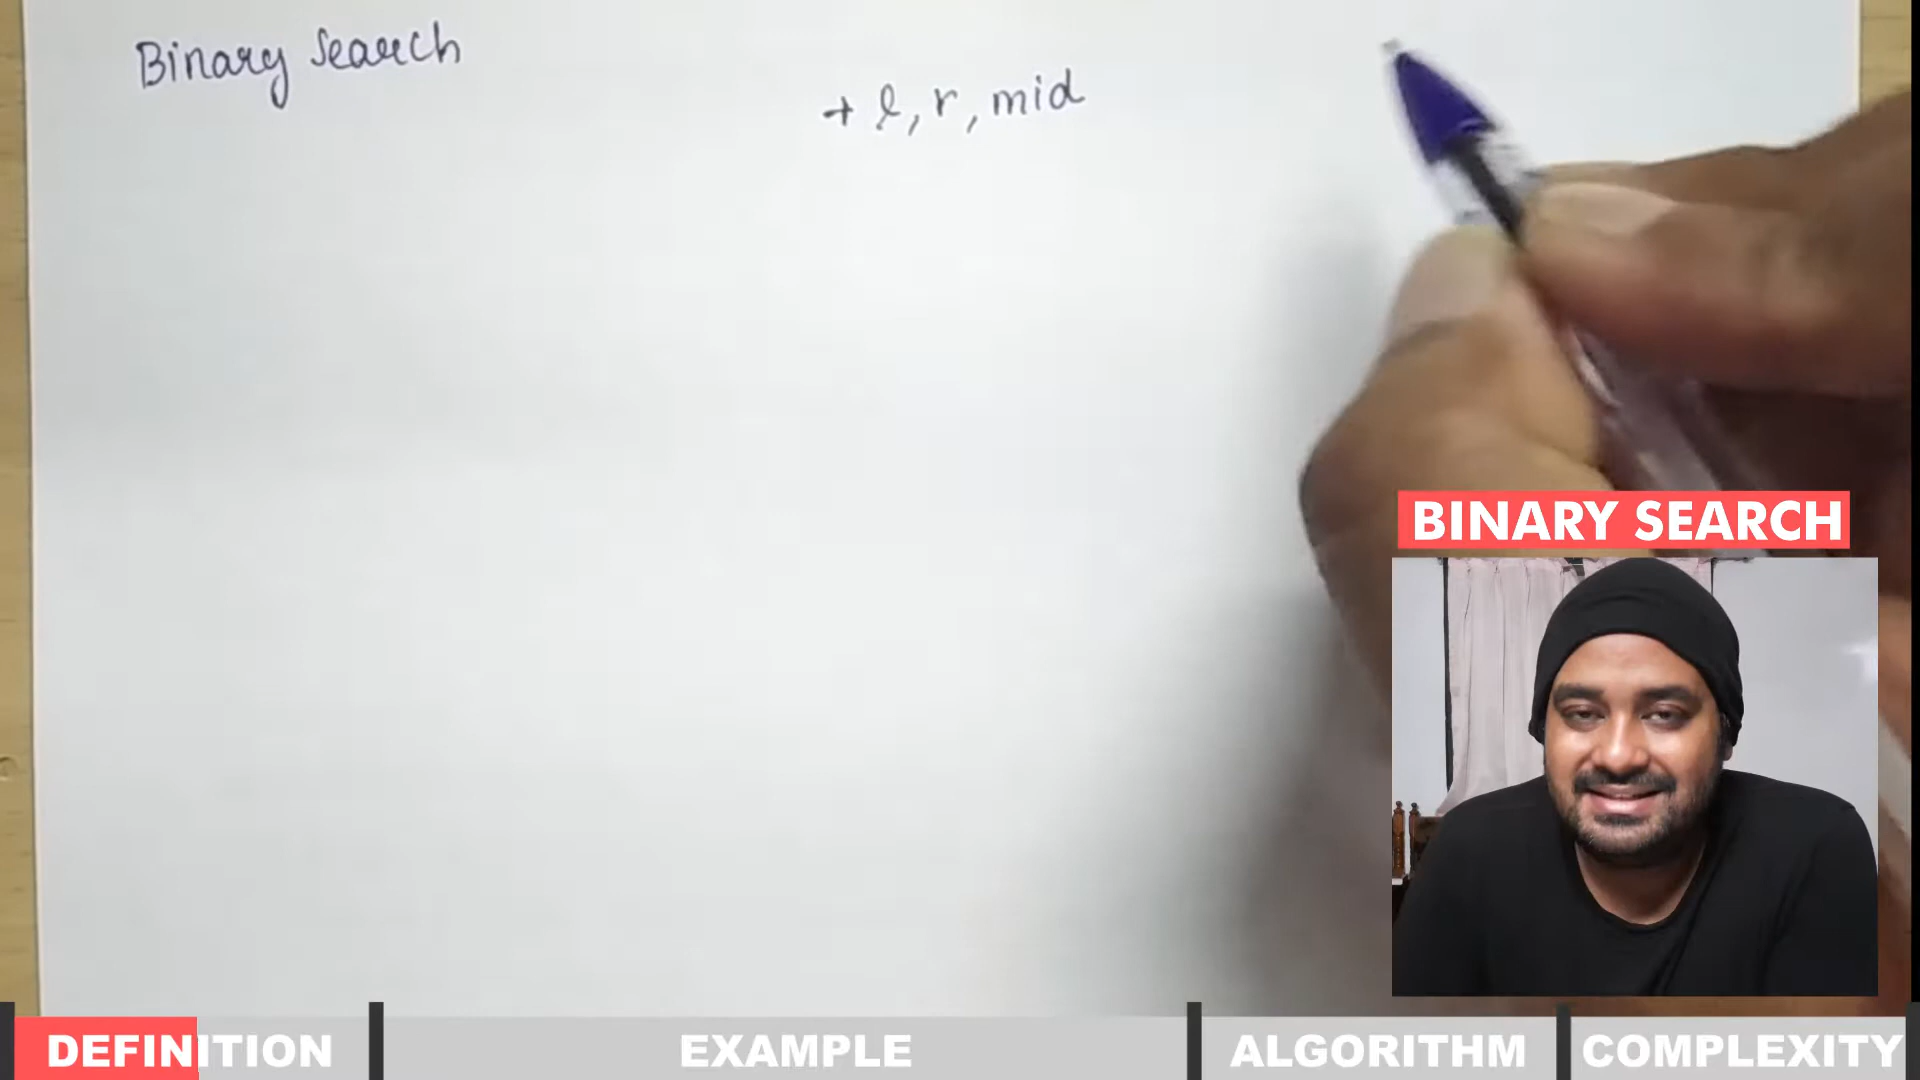 Binary Search
+ l, r, mid
BINARY SEARCH
DEFINITION
EXAMPLE
ALGORITHM
COMPLEXITY